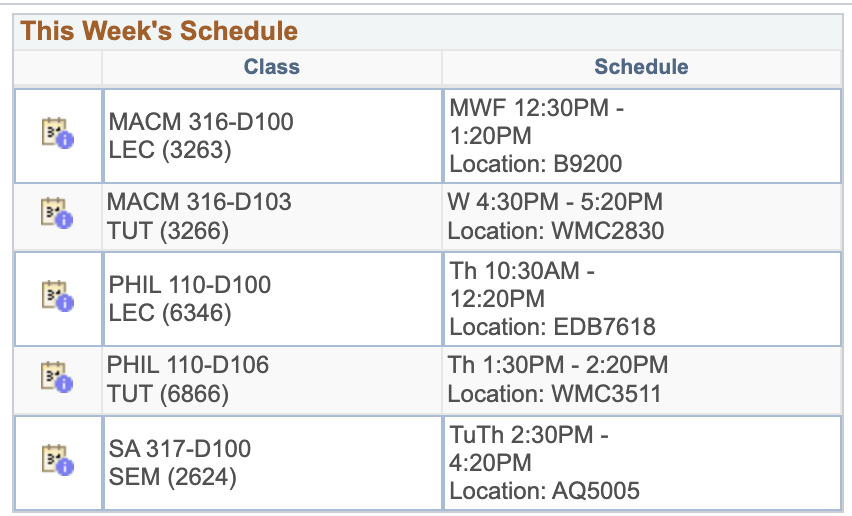 This Week's Schedule
Class Schedule
MACM 316-D100
LEC (3263)
MWF 12:30PM -
1:20PM
Location: B9200
MACM 316-D103
TUT (3266)
W 4:30PM - 5:20PM
Location: WMC2830
PHIL 110-D100
LEC (6346)
Th 10:30AM -
12:20PM
Location: EDB7618
PHIL 110-D106
TUT (6866)
Th 1:30PM - 2:20PM
Location: WMC3511
SA 317-D100
SEM (2624)
TuTh 2:30PM -
4:20PM
Location: AQ5005